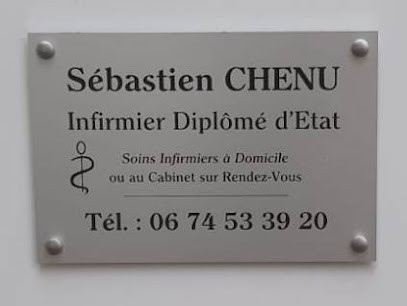 Sébastien CHENU
Infirmier Diplômé d'Etat
Soins Infirmiers à Domicile
ou au Cabinet sur Rendez-Vous
Tél. : 06 74 53 39 20